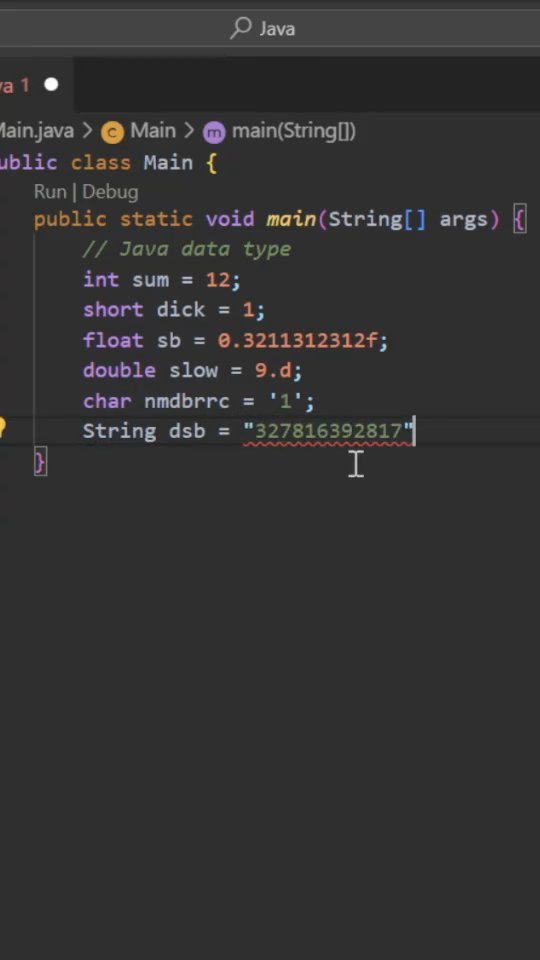 Java
va 1
Main.java > Main > main(String[])
ublic class Main {
Run | Debug
public static void main(String[] args) {
// Java data type
int sum = 12;
short dick = 1;
float sb = 0.3211312312f;
double slow = 9.d;
char nmdbrrc = '1';
String dsb = "327816392817"
}